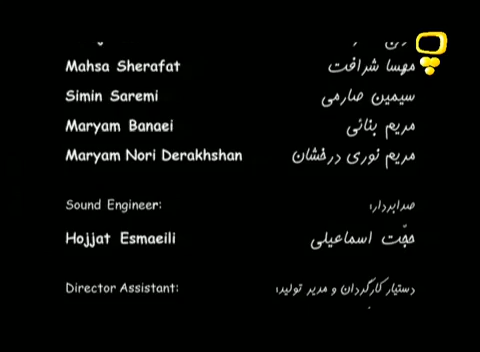 Mahsa Sherafat مهسا شرافت
Simin Saremi سیمین صارمی
Maryam Banaei مریم بنائی
Maryam Nori Derakhshan مریم نوری درخشان
Sound Engineer: صدابردار:
Hojjat Esmaeili حجّت اسماعیلی
Director Assistant: دستیار کارگردان و مدیر تولید: